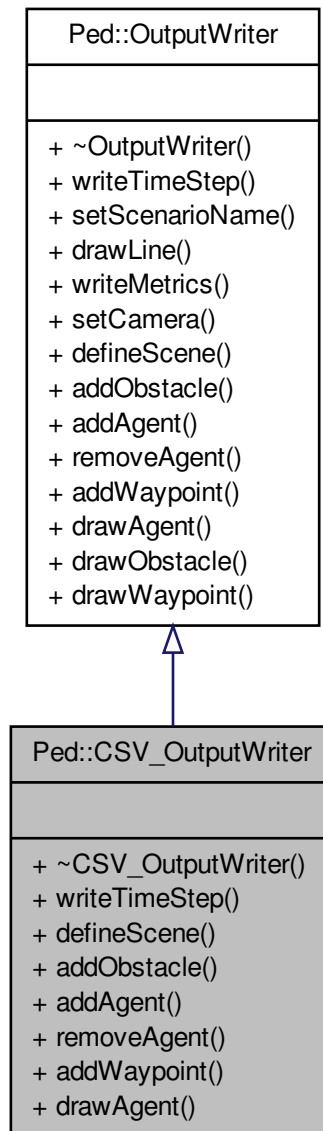 Ped::OutputWriter
+ ~OutputWriter()
+ writeTimeStep()
+ setScenarioName()
+ drawLine()
+ writeMetrics()
+ setCamera()
+ defineScene()
+ addObstacle()
+ addAgent()
+ removeAgent()
+ addWaypoint()
+ drawAgent()
+ drawObstacle()
+ drawWaypoint()
Ped::CSV_OutputWriter
+ ~CSV_OutputWriter()
+ writeTimeStep()
+ defineScene()
+ addObstacle()
+ addAgent()
+ removeAgent()
+ addWaypoint()
+ drawAgent()